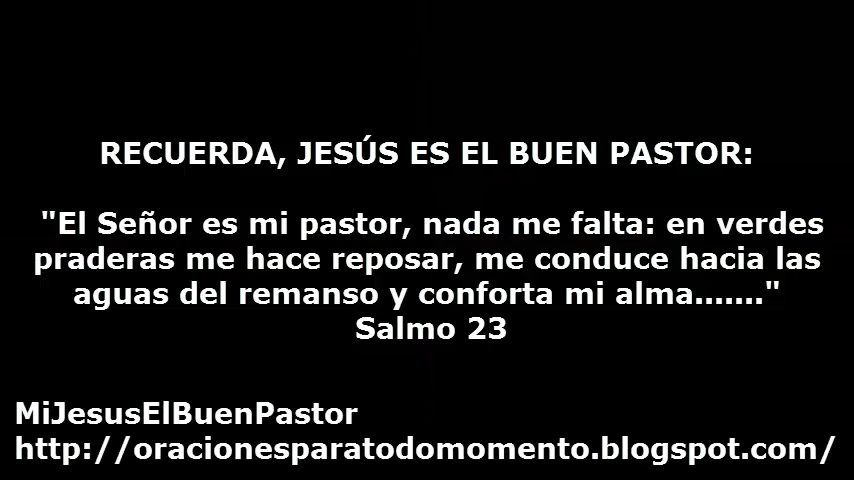 RECUERDA, JESÚS ES EL BUEN PASTOR:
"El Señor es mi pastor, nada me falta: en verdes
praderas me hace reposar, me conduce hacia las
aguas del remanso y conforta mi alma......."
Salmo 23
MiJesusElBuenPastor
http://oracionesparatodomomento.blogspot.com/